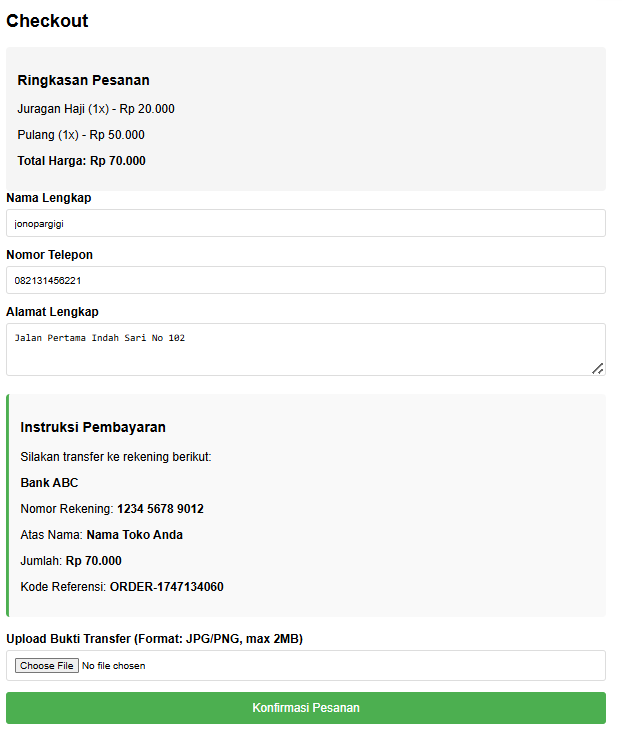 Checkout
Ringkasan Pesanan
Juragan Haji (1x) - Rp 20.000
Pulang (1x) - Rp 50.000
Total Harga: Rp 70.000
Nama Lengkap
jonopargigi
Nomor Telepon
082131456221
Alamat Lengkap
Jalan Pertama Indah Sari No 102
Instruksi Pembayaran
Silakan transfer ke rekening berikut:
Bank ABC
Nomor Rekening: 1234 5678 9012
Atas Nama: Nama Toko Anda
Jumlah: Rp 70.000
Kode Referensi: ORDER-1747134060
Upload Bukti Transfer (Format: JPG/PNG, max 2MB)
Choose File No file chosen
Konfirmasi Pesanan